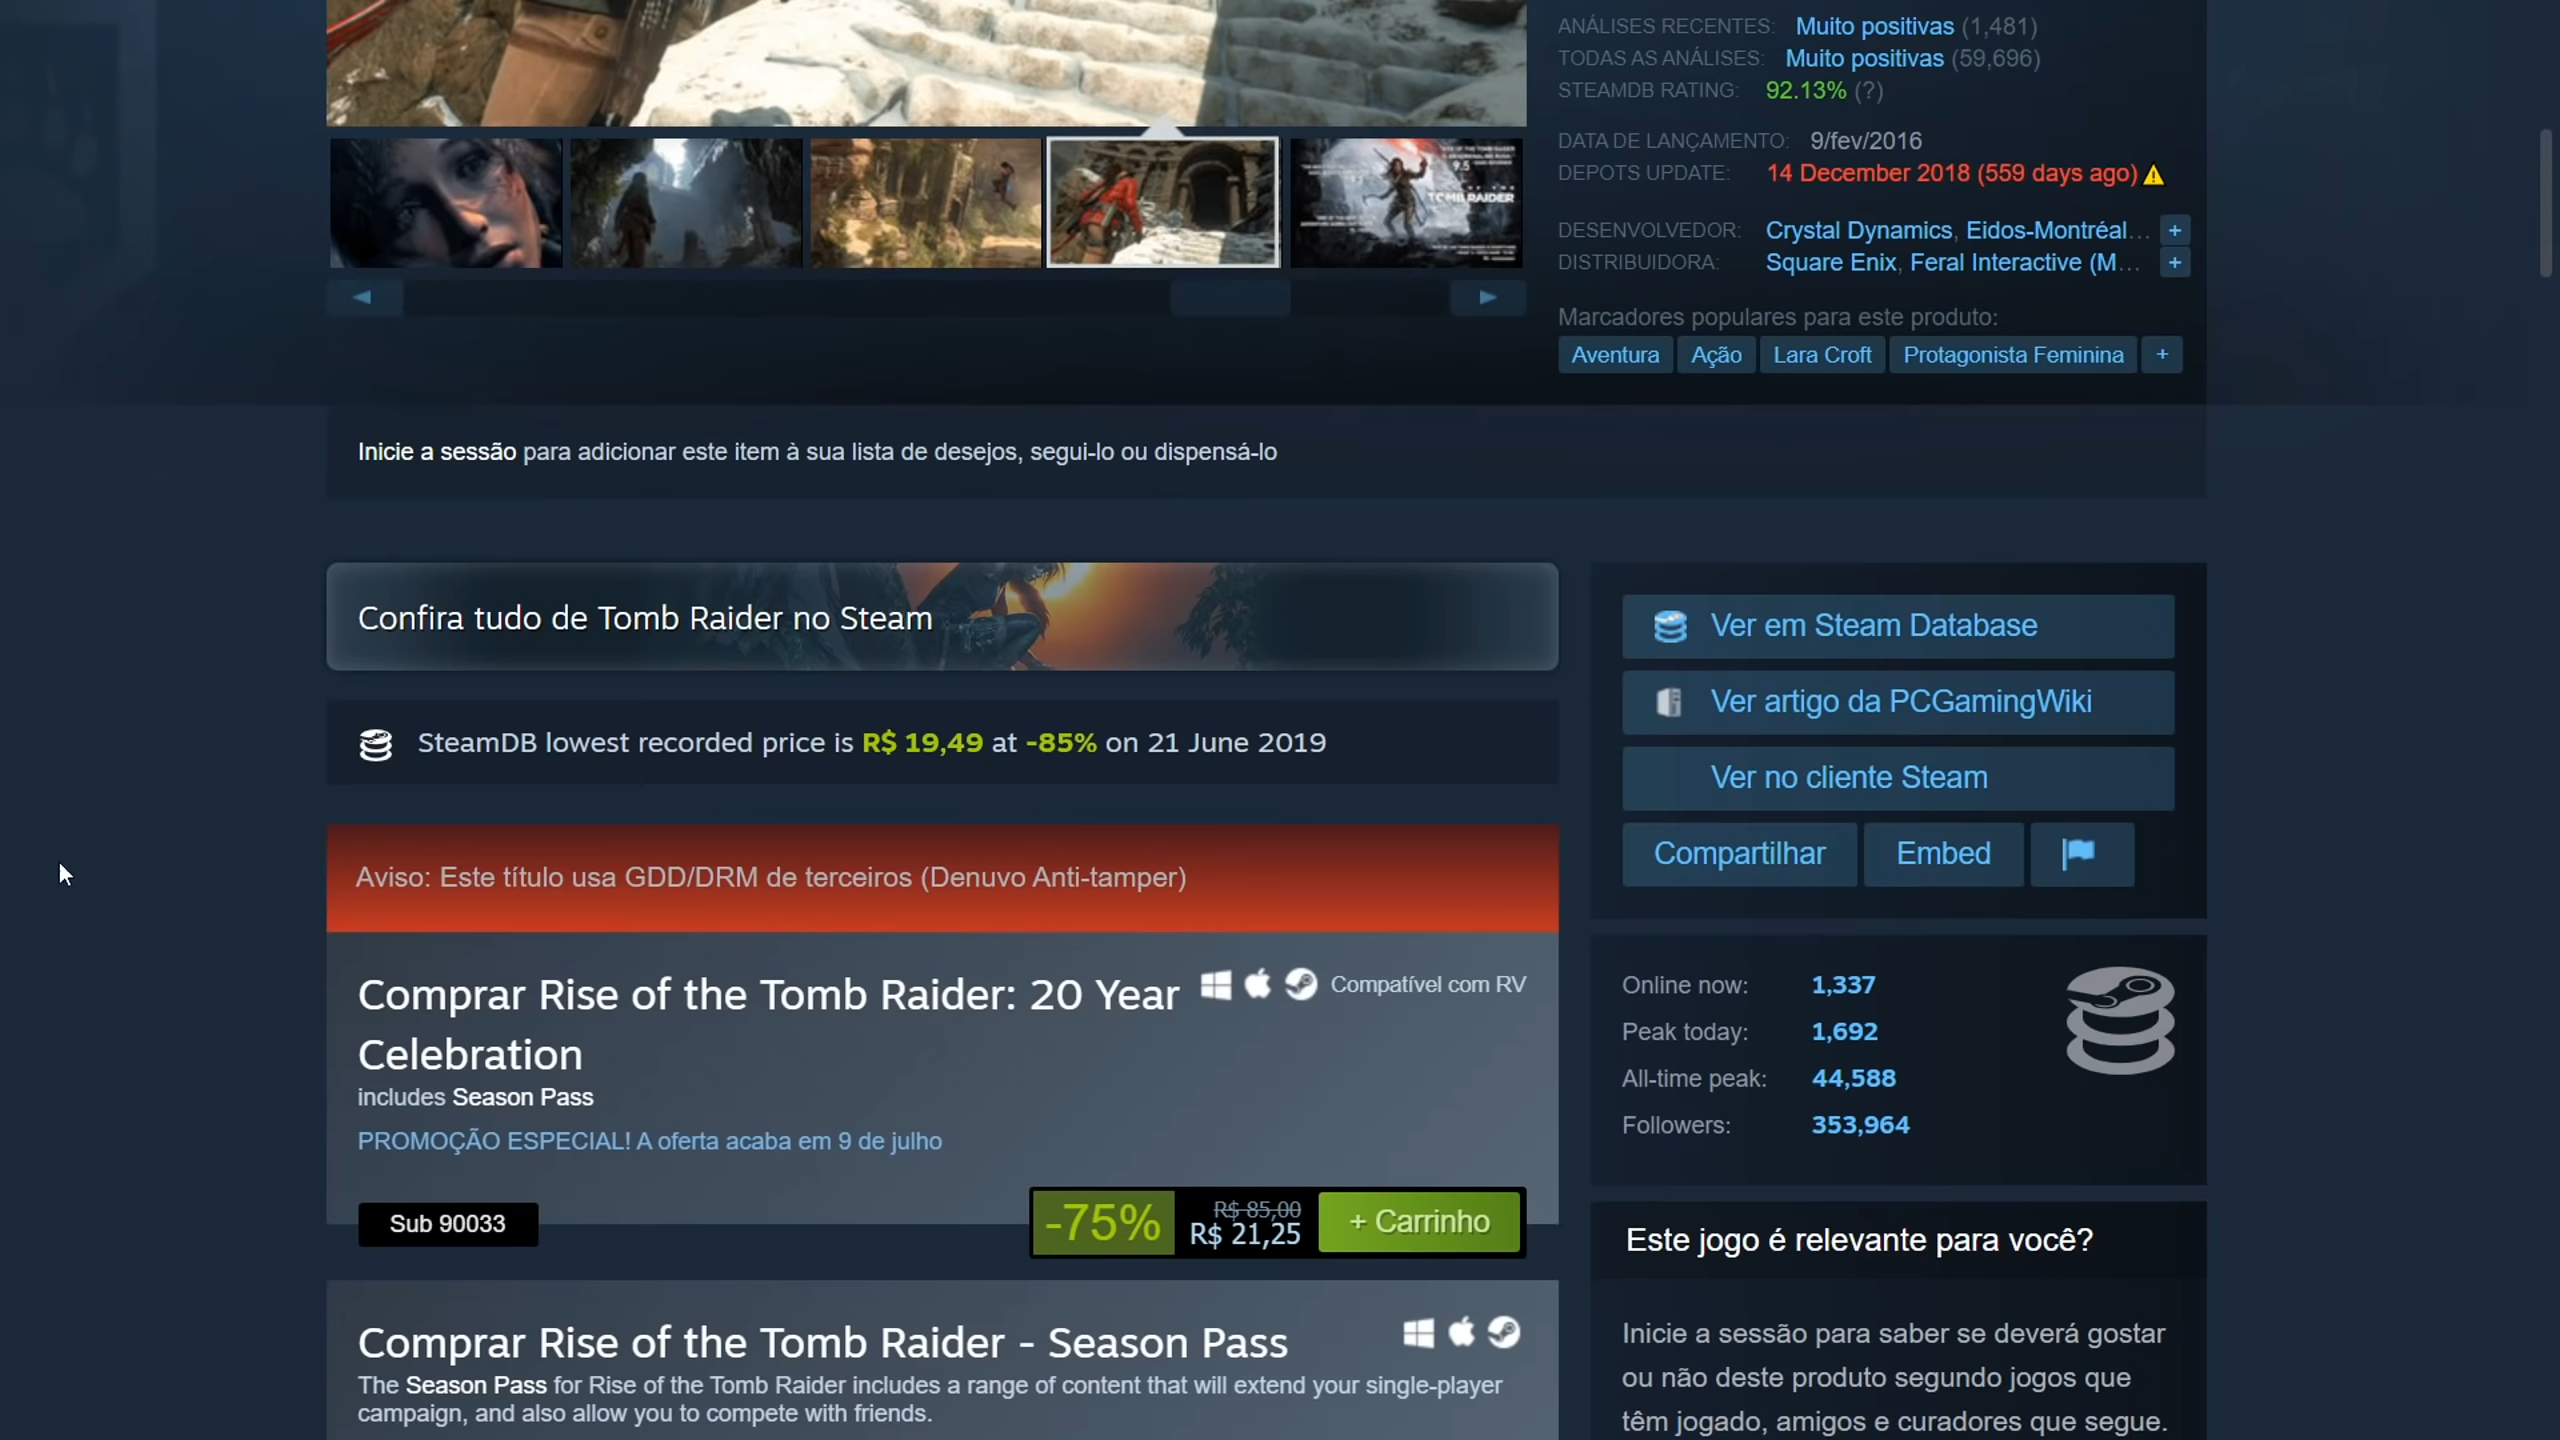 ANÁLISES RECENTES: Muito positivas (1,481)
TODAS AS ANÁLISES: Muito positivas (59,696)
STEAMDB RATING: 92.13% (?)
DATA DE LANÇAMENTO: 9/fev/2016
DEPOTS UPDATE: 14 December 2018 (559 days ago)
DESENVOLVEDOR: Crystal Dynamics, Eidos-Montréal... +
DISTRIBUIDORA: Square Enix, Feral Interactive (M... +
Marcadores populares para este produto:
Aventura Ação Lara Croft Protagonista Feminina +
9.5
TOMB RAIDER
Inicie a sessão para adicionar este item à sua lista de desejos, segui-lo ou dispensá-lo
Confira tudo de Tomb Raider no Steam
SteamDB lowest recorded price is R$ 19,49 at -85% on 21 June 2019
Aviso: Este título usa GDD/DRM de terceiros (Denuvo Anti-tamper)
Comprar Rise of the Tomb Raider: 20 Year
Celebration
Compatível com RV
includes Season Pass
PROMOÇÃO ESPECIAL! A oferta acaba em 9 de julho
Sub 90033
-75%
R$ 85,00
R$ 21,25
+ Carrinho
Comprar Rise of the Tomb Raider - Season Pass
The Season Pass for Rise of the Tomb Raider includes a range of content that will extend your single-player
campaign, and also allow you to compete with friends.
Ver em Steam Database
Ver artigo da PCGamingWiki
Ver no cliente Steam
Compartilhar Embed
Online now: 1,337
Peak today: 1,692
All-time peak: 44,588
Followers: 353,964
Este jogo é relevante para você?
Inicie a sessão para saber se deverá gostar
ou não deste produto segundo jogos que
têm jogado, amigos e curadores que segue.